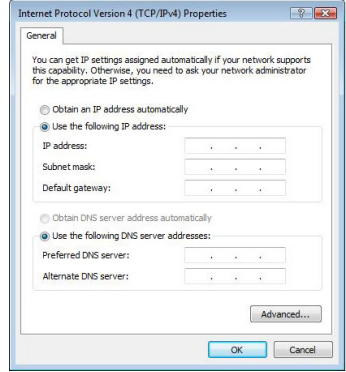 Internet Protocol Version 4 (TCP/IPv4) Properties
General
You can get IP settings assigned automatically if your network supports
this capability. Otherwise, you need to ask your network administrator
for the appropriate IP settings.
Obtain an IP address automatically
Use the following IP address:
IP address:
Subnet mask:
Default gateway:
Obtain DNS server address automatically
Use the following DNS server addresses:
Preferred DNS server:
Alternate DNS server:
Advanced...
OK Cancel